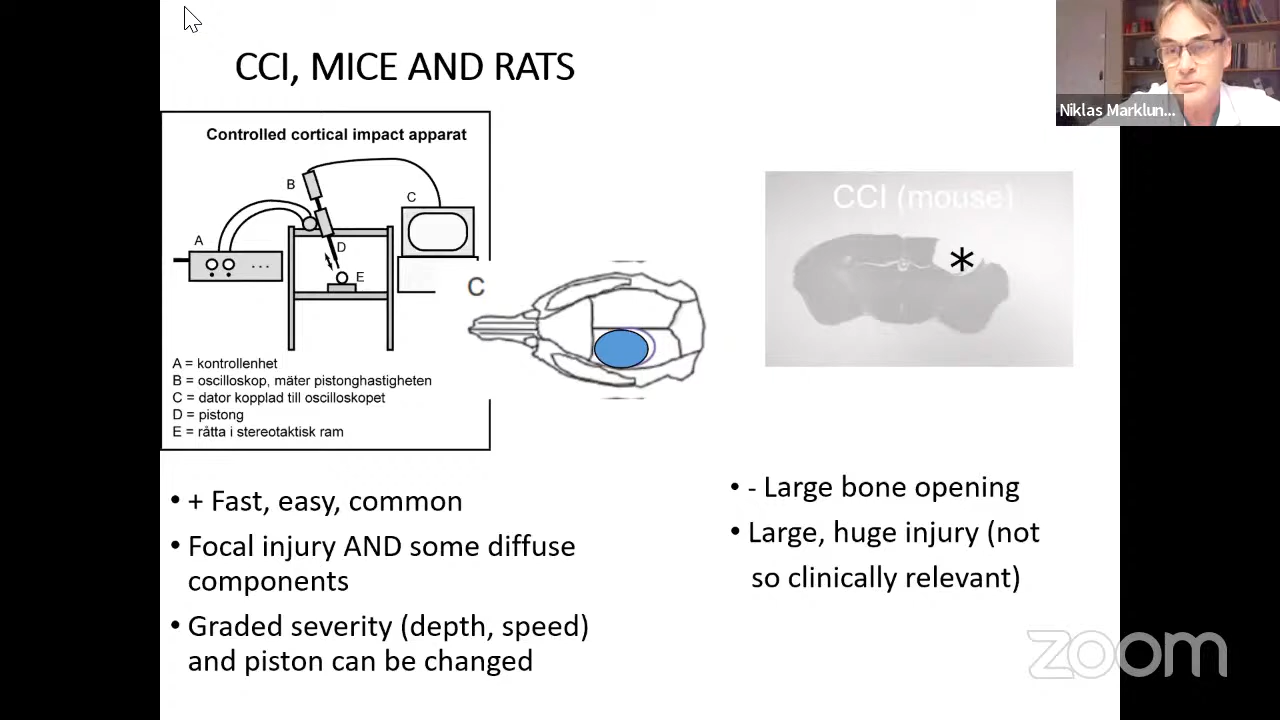 CCI, MICE AND RATS
Niklas Marklun...
Controlled cortical impact apparat
B
C
A
D
E
A = kontrollenhet
B = oscilloskop, mäter pistonghastigheten
C = dator kopplad till oscilloskopet
D = pistong
E = råtta i stereotaktisk ram
C
CCI (mouse)
*
• + Fast, easy, common
• Focal injury AND some diffuse
components
• Graded severity (depth, speed)
and piston can be changed
• - Large bone opening
• Large, huge injury (not
so clinically relevant)
zoom